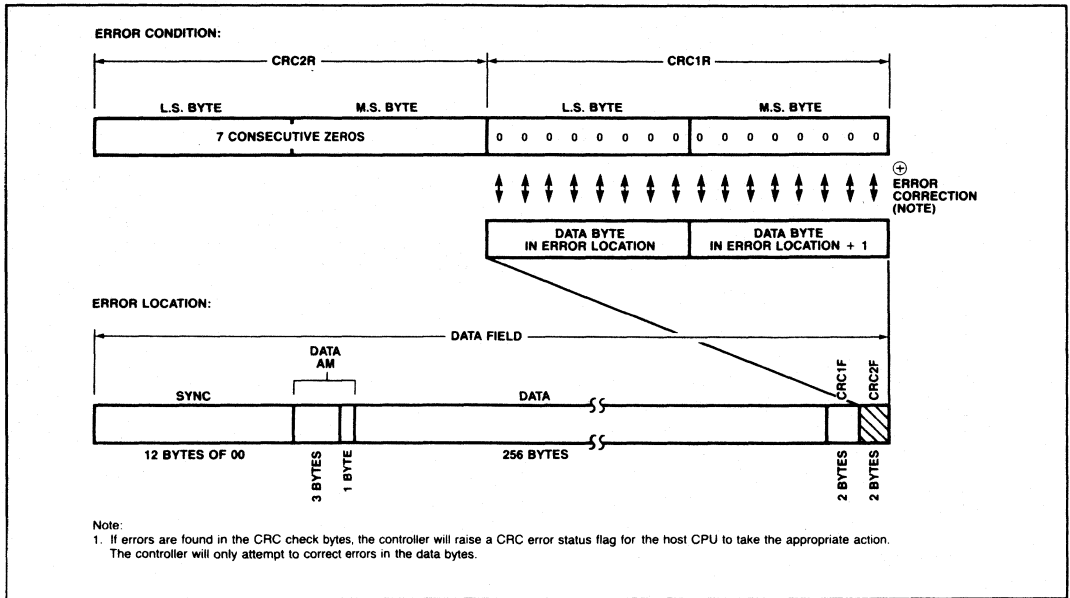 ERROR CONDITION:
CRC2R
CRC1R
L.S. BYTE
M.S. BYTE
L.S. BYTE
M.S. BYTE
7 CONSECUTIVE ZEROS
0 0 0 0 0 0 0 0 0 0 0 0 0 0 0 0
⊕
ERROR
CORRECTION
(NOTE)
DATA BYTE
IN ERROR LOCATION
DATA BYTE
IN ERROR LOCATION + 1
ERROR LOCATION:
DATA FIELD
DATA
AM
SYNC
DATA
CRC1F
CRC2F
12 BYTES OF 00
3 BYTES
1 BYTE
256 BYTES
2 BYTES
2 BYTES
Note:
1. If errors are found in the CRC check bytes, the controller will raise a CRC error status flag for the host CPU to take the appropriate action.
The controller will only attempt to correct errors in the data bytes.